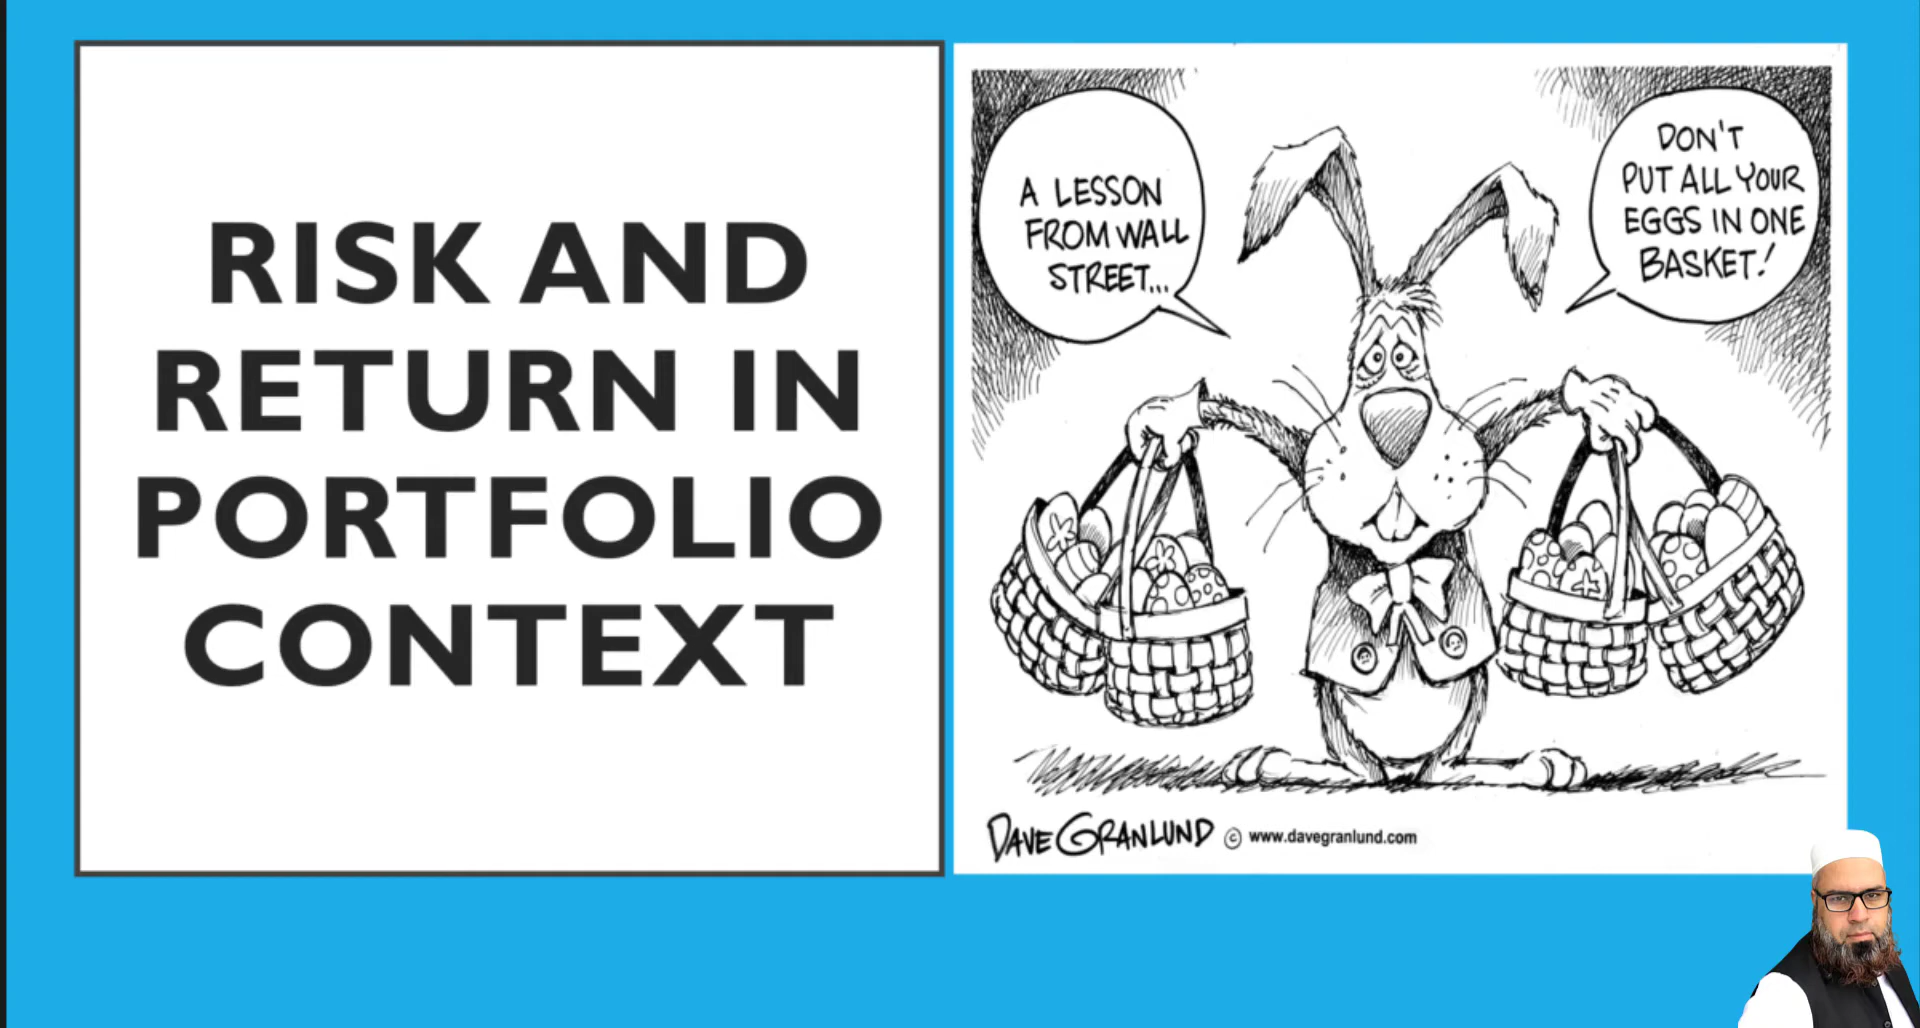 RISK AND
RETURN IN
PORTFOLIO
CONTEXT
A LESSON
FROM WALL
STREET...
DON'T
PUT ALL YOUR
EGGS IN ONE
BASKET!
DAVE GRANLUND © www.davegranlund.com